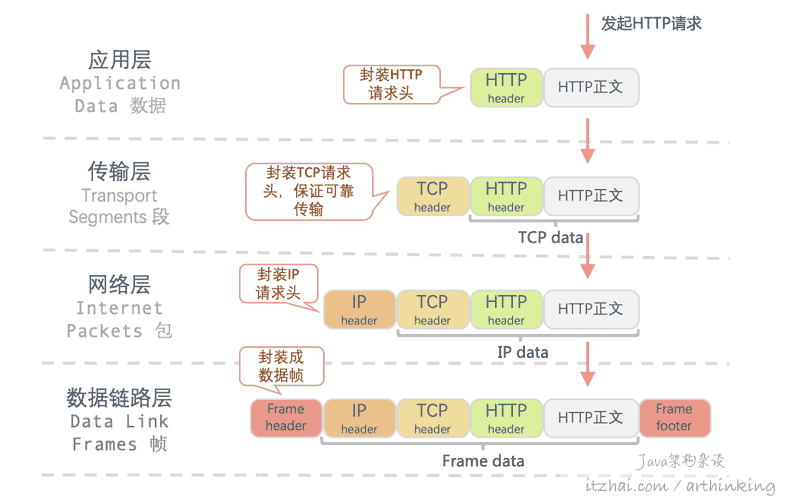 发起HTTP请求
应用层
Application
Data 数据
封装HTTP
请求头
HTTP
header
HTTP正文
传输层
Transport
Segments 段
封装TCP请求
头，保证可靠
传输
TCP
header
HTTP
header
HTTP正文
TCP data
网络层
Internet
Packets 包
封装IP
请求头
IP
header
TCP
header
HTTP
header
HTTP正文
IP data
数据链路层
Data Link
Frames 帧
封装成
数据帧
Frame
header
IP
header
TCP
header
HTTP
header
HTTP正文
Frame
footer
Frame data
Java架构杂谈
itzhai.com / arthinking